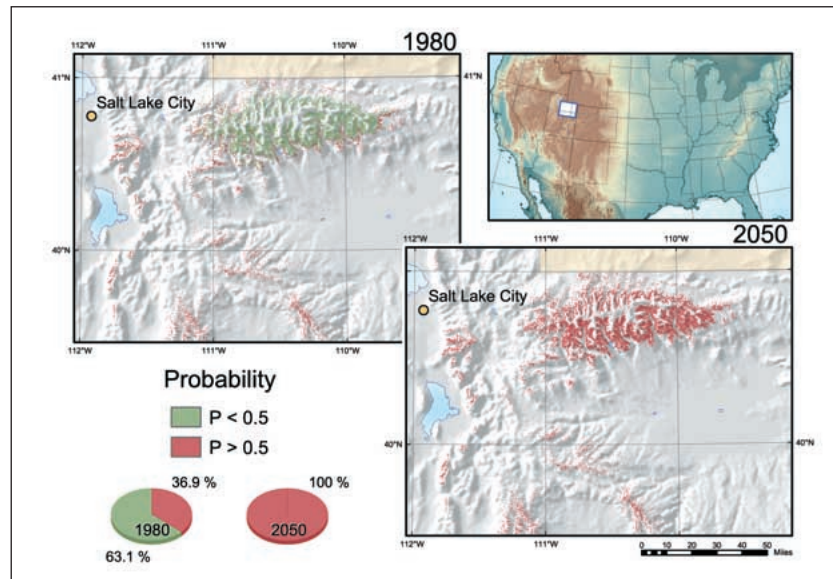 1980
112°W
111°W
110°W
41°N
Salt Lake City
40°N
112°W
111°W
110°W
41°N
2050
112°W
111°W
110°W
Salt Lake City
40°N
40°N
112°W
111°W
110°W
Probability
P < 0.5
P > 0.5
36.9 %
1980
63.1 %
100 %
2050
0 10 20 30 40 50
Miles